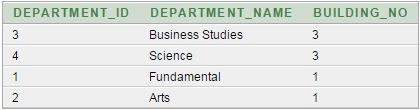 DEPARTMENT_ID DEPARTMENT_NAME BUILDING_NO
3 Business Studies 3
4 Science 3
1 Fundamental 1
2 Arts 1